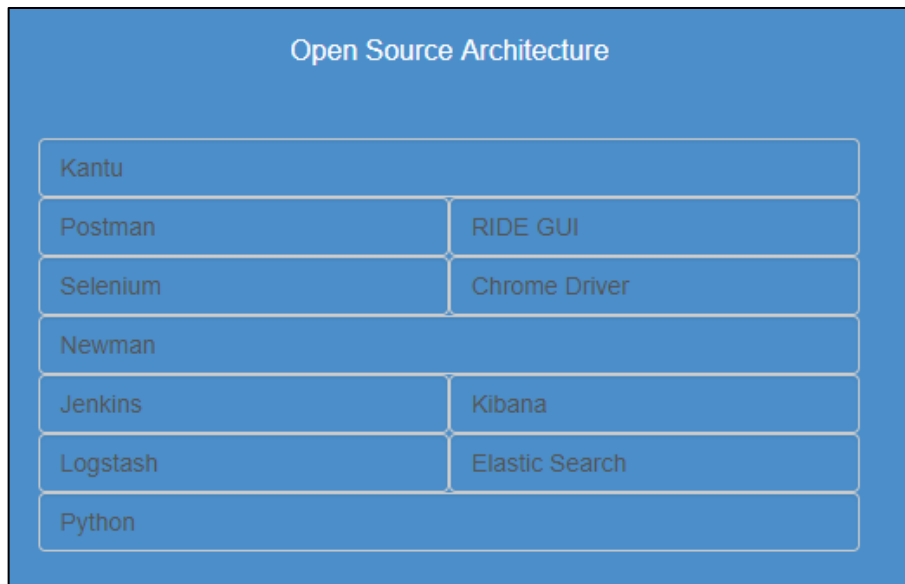 Open Source Architecture
Kantu
Postman RIDE GUI
Selenium Chrome Driver
Newman
Jenkins Kibana
Logstash Elastic Search
Python